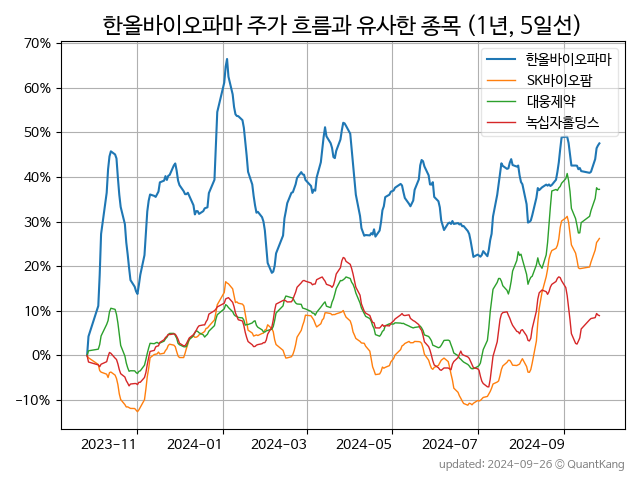 한올바이오파마 주가 흐름과 유사한 종목 (1년, 5일선)
70%
60%
50%
40%
30%
20%
10%
0%
−10%
한올바이오파마
SK바이오팜
대웅제약
녹십자홀딩스
2023-11
2024-01
2024-03
2024-05
2024-07
2024-09
updated: 2024-09-26 © QuantKang